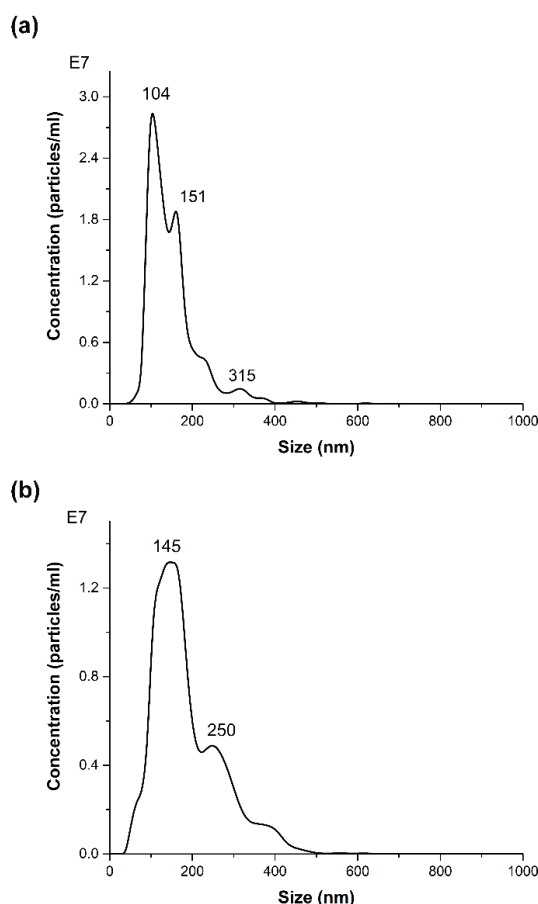 (a)
E7
Concentration (particles/ml)
3.0
2.4
1.8
1.2
0.6
0.0
104
151
315
0 200 400 600 800 1000
Size (nm)
(b)
E7
Concentration (particles/ml)
1.2
0.8
0.4
0.0
145
250
0 200 400 600 800 1000
Size (nm)